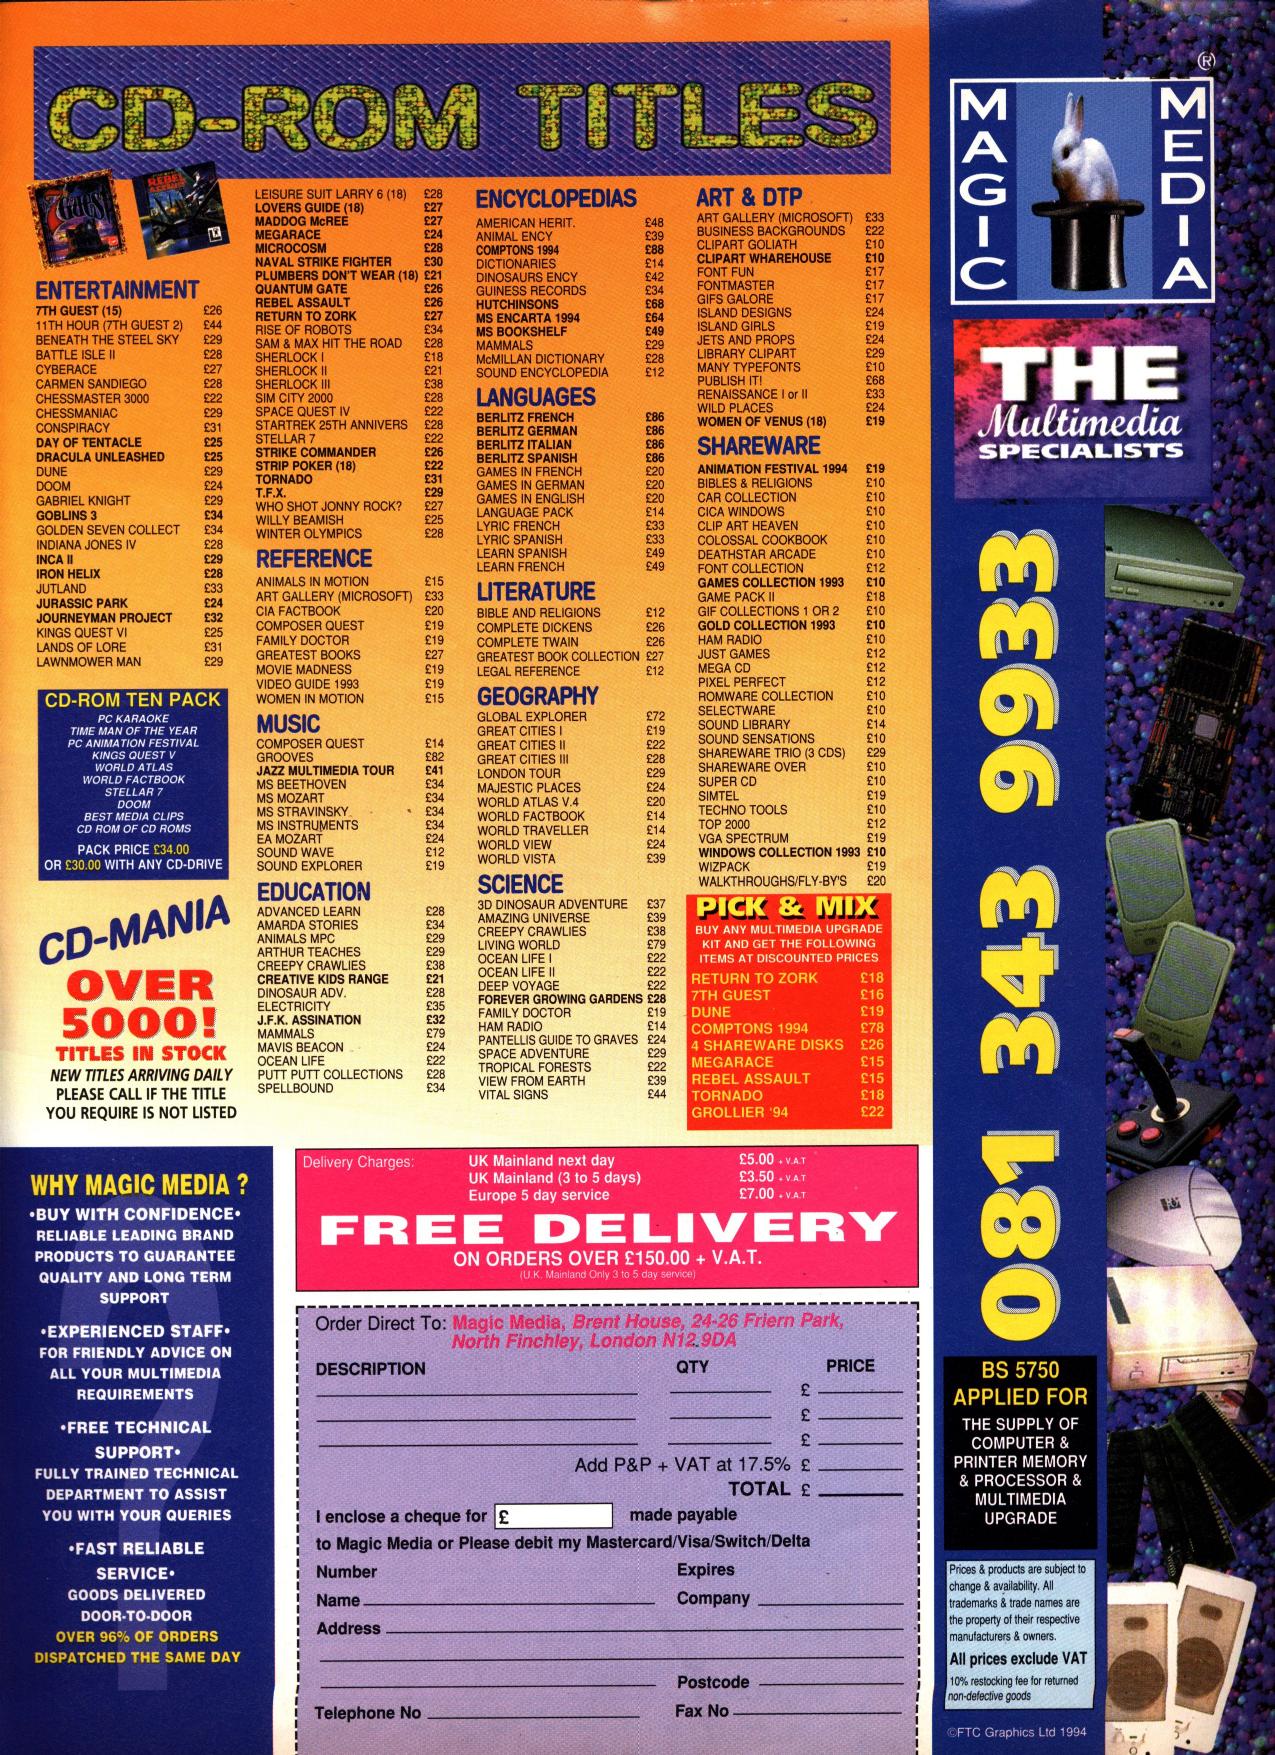 CD-ROM TITLES
ENTERTAINMENT
7TH GUEST (15) £26
11TH HOUR (7TH GUEST 2) £44
BENEATH THE STEEL SKY £29
BATTLE ISLE II £28
CYBERACE £27
CARMEN SANDIEGO £28
CHESSMASTER 3000 £22
CHESSMANIAC £29
CONSPIRACY £31
DAY OF TENTACLE £25
DRACULA UNLEASHED £25
DUNE £29
DOOM £24
GABRIEL KNIGHT £29
GOBLINS 3 £34
GOLDEN SEVEN COLLECT £34
INDIANA JONES IV £28
INCA II £29
IRON HELIX £28
JUTLAND £33
JURASSIC PARK £24
JOURNEYMAN PROJECT £32
KINGS QUEST VI £25
LANDS OF LORE £31
LAWNMOWER MAN £29
CD-ROM TEN PACK
PC KARAOKE
TIME MAN OF THE YEAR
PC ANIMATION FESTIVAL
KINGS QUEST V
WORLD ATLAS
WORLD FACTBOOK
STELLAR 7
DOOM
BEST MEDIA CLIPS
CD ROM OF CD ROMS
PACK PRICE £34.00
OR £30.00 WITH ANY CD-DRIVE
CD-MANIA
OVER
5000!
TITLES IN STOCK
NEW TITLES ARRIVING DAILY
PLEASE CALL IF THE TITLE
YOU REQUIRE IS NOT LISTED
LEISURE SUIT LARRY 6 (18) £28
LOVERS GUIDE (18) £27
MADDOG McREE £27
MEGARACE £24
MICROCOSM £28
NAVAL STRIKE FIGHTER £30
PLUMBERS DON'T WEAR (18) £21
QUANTUM GATE £26
REBEL ASSAULT £26
RETURN TO ZORK £27
RISE OF ROBOTS £34
SAM & MAX HIT THE ROAD £28
SHERLOCK I £18
SHERLOCK II £21
SHERLOCK III £38
SIM CITY 2000 £28
SPACE QUEST IV £22
STARTREK 25TH ANNIVERS £28
STELLAR 7 £22
STRIKE COMMANDER £26
STRIP POKER (18) £22
TORNADO £31
T.F.X. £29
WHO SHOT JONNY ROCK? £27
WILLY BEAMISH £25
WINTER OLYMPICS £28
REFERENCE
ANIMALS IN MOTION £15
ART GALLERY (MICROSOFT) £33
CIA FACTBOOK £20
COMPOSER QUEST £19
FAMILY DOCTOR £19
GREATEST BOOKS £27
MOVIE MADNESS £19
VIDEO GUIDE 1993 £19
WOMEN IN MOTION £15
MUSIC
COMPOSER QUEST £14
GROOVES £82
JAZZ MULTIMEDIA TOUR £41
MS BEETHOVEN £34
MS MOZART £34
MS STRAVINSKY £34
MS INSTRUMENTS £34
EA MOZART £24
SOUND WAVE £12
SOUND EXPLORER £19
EDUCATION
ADVANCED LEARN £28
AMARDA STORIES £34
ANIMALS MPC £29
ARTHUR TEACHES £29
CREEPY CRAWLIES £38
CREATIVE KIDS RANGE £21
DINOSAUR ADV. £28
ELECTRICITY £35
J.F.K. ASSINATION £32
MAMMALS £79
MAVIS BEACON £24
OCEAN LIFE £22
PUTT PUTT COLLECTIONS £28
SPELLBOUND £34
ENCYCLOPEDIAS
AMERICAN HERIT. £48
ANIMAL ENCY £39
COMPTONS 1994 £88
DICTIONARIES £14
DINOSAURS ENCY £42
GUINESS RECORDS £34
HUTCHINSONS £68
MS ENCARTA 1994 £64
MS BOOKSHELF £49
MAMMALS £29
McMILLAN DICTIONARY £28
SOUND ENCYCLOPEDIA £12
LANGUAGES
BERLITZ FRENCH £86
BERLITZ GERMAN £86
BERLITZ ITALIAN £86
BERLITZ SPANISH £86
GAMES IN FRENCH £20
GAMES IN GERMAN £20
GAMES IN ENGLISH £20
LANGUAGE PACK £14
LYRIC FRENCH £33
LYRIC SPANISH £33
LEARN SPANISH £49
LEARN FRENCH £49
LITERATURE
BIBLE AND RELIGIONS £12
COMPLETE DICKENS £26
COMPLETE TWAIN £26
GREATEST BOOK COLLECTION £27
LEGAL REFERENCE £12
GEOGRAPHY
GLOBAL EXPLORER £72
GREAT CITIES I £19
GREAT CITIES II £22
GREAT CITIES III £28
LONDON TOUR £29
MAJESTIC PLACES £24
WORLD ATLAS V.4 £20
WORLD FACTBOOK £14
WORLD TRAVELLER £14
WORLD VIEW £24
WORLD VISTA £39
SCIENCE
3D DINOSAUR ADVENTURE £37
AMAZING UNIVERSE £39
CREEPY CRAWLIES £38
LIVING WORLD £79
OCEAN LIFE I £22
OCEAN LIFE II £22
DEEP VOYAGE £22
FOREVER GROWING GARDENS £28
FAMILY DOCTOR £19
HAM RADIO £14
PANTELLIS GUIDE TO GRAVES £24
SPACE ADVENTURE £29
TROPICAL FORESTS £22
VIEW FROM EARTH £39
VITAL SIGNS £44
ART & DTP
ART GALLERY (MICROSOFT) £33
BUSINESS BACKGROUNDS £22
CLIPART GOLIATH £10
CLIPART WHAREHOUSE £10
FONT FUN £17
FONTMASTER £17
GIFS GALORE £17
ISLAND DESIGNS £24
ISLAND GIRLS £19
JETS AND PROPS £24
LIBRARY CLIPART £29
MANY TYPEFONTS £10
PUBLISH IT! £68
RENAISSANCE I or II £33
WILD PLACES £24
WOMEN OF VENUS (18) £19
SHAREWARE
ANIMATION FESTIVAL 1994 £19
BIBLES & RELIGIONS £10
CAR COLLECTION £10
CICA WINDOWS £10
CLIP ART HEAVEN £10
COLOSSAL COOKBOOK £10
DEATHSTAR ARCADE £10
FONT COLLECTION £12
GAMES COLLECTION 1993 £10
GAME PACK II £18
GIF COLLECTIONS 1 OR 2 £10
GOLD COLLECTION 1993 £10
HAM RADIO £10
JUST GAMES £12
MEGA CD £12
PIXEL PERFECT £12
ROMWARE COLLECTION £10
SELECTWARE £10
SOUND LIBRARY £14
SOUND SENSATIONS £10
SHAREWARE TRIO (3 CDS) £29
SHAREWARE OVER £10
SUPER CD £10
SIMTEL £19
TECHNO TOOLS £10
TOP 2000 £12
VGA SPECTRUM £19
WINDOWS COLLECTION 1993 £10
WIZPACK £19
WALKTHROUGHS/FLY-BY'S £20
PICK & MIX
BUY ANY MULTIMEDIA UPGRADE
KIT AND GET THE FOLLOWING
ITEMS AT DISCOUNTED PRICES
RETURN TO ZORK £18
7TH GUEST £16
DUNE £19
COMPTONS 1994 £78
4 SHAREWARE DISKS £26
MEGARACE £15
REBEL ASSAULT £15
TORNADO £18
GROLLIER '94 £22
WHY MAGIC MEDIA ?
•BUY WITH CONFIDENCE•
RELIABLE LEADING BRAND
PRODUCTS TO GUARANTEE
QUALITY AND LONG TERM
SUPPORT
•EXPERIENCED STAFF•
FOR FRIENDLY ADVICE ON
ALL YOUR MULTIMEDIA
REQUIREMENTS
•FREE TECHNICAL
SUPPORT•
FULLY TRAINED TECHNICAL
DEPARTMENT TO ASSIST
YOU WITH YOUR QUERIES
•FAST RELIABLE
SERVICE•
GOODS DELIVERED
DOOR-TO-DOOR
OVER 96% OF ORDERS
DISPATCHED THE SAME DAY
Delivery Charges: UK Mainland next day £5.00 + V.A.T
UK Mainland (3 to 5 days) £3.50 + V.A.T
Europe 5 day service £7.00 + V.A.T
FREE DELIVERY
ON ORDERS OVER £150.00 + V.A.T.
(U.K. Mainland Only 3 to 5 day service)
Order Direct To: Magic Media, Brent House, 24-26 Friern Park,
North Finchley, London N12 9DA
DESCRIPTION QTY PRICE
£
£
£
Add P&P + VAT at 17.5% £
TOTAL £
I enclose a cheque for £ made payable
to Magic Media or Please debit my Mastercard/Visa/Switch/Delta
Number Expires
Name Company
Address
Postcode
Telephone No Fax No
MAGIC MEDIA ®
THE
Multimedia
SPECIALISTS
081 343 9933
BS 5750
APPLIED FOR
THE SUPPLY OF
COMPUTER &
PRINTER MEMORY
& PROCESSOR &
MULTIMEDIA
UPGRADE
Prices & products are subject to
change & availability. All
trademarks & trade names are
the property of their respective
manufacturers & owners.
All prices exclude VAT
10% restocking fee for returned
non-defective goods
©FTC Graphics Ltd 1994